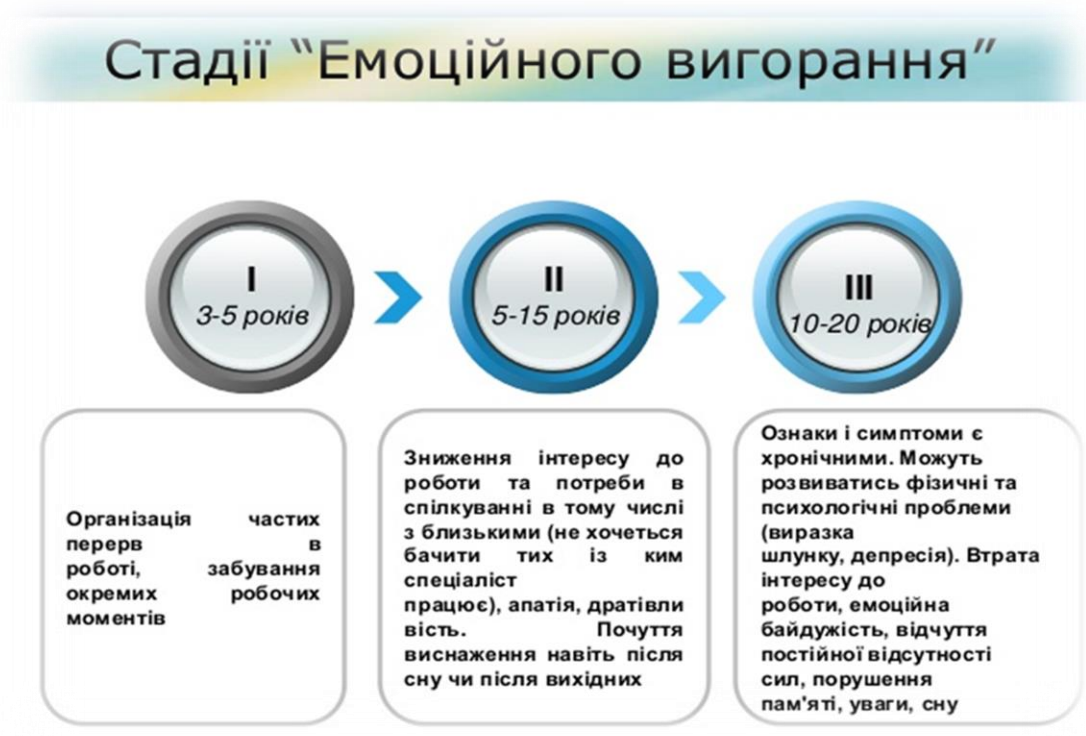 Стадії “Емоційного вигорання”
I
3-5 років
II
5-15 років
III
10-20 років
Організація частих
перерв в
роботі, забування
окремих робочих
моментів
Зниження інтересу до
роботи та потреби в
спілкуванні в тому числі
з близькими (не хочеться
бачити тих із ким
спеціаліст
працює), апатія, дратівли
вість. Почуття
виснаження навіть після
сну чи після вихідних
Ознаки і симптоми є
хронічними. Можуть
розвиватись фізичні та
психологічні проблеми
(виразка
шлунку, депресія). Втрата
інтересу до
роботи, емоційна
байдужість, відчуття
постійної відсутності
сил, порушення
пам'яті, уваги, сну